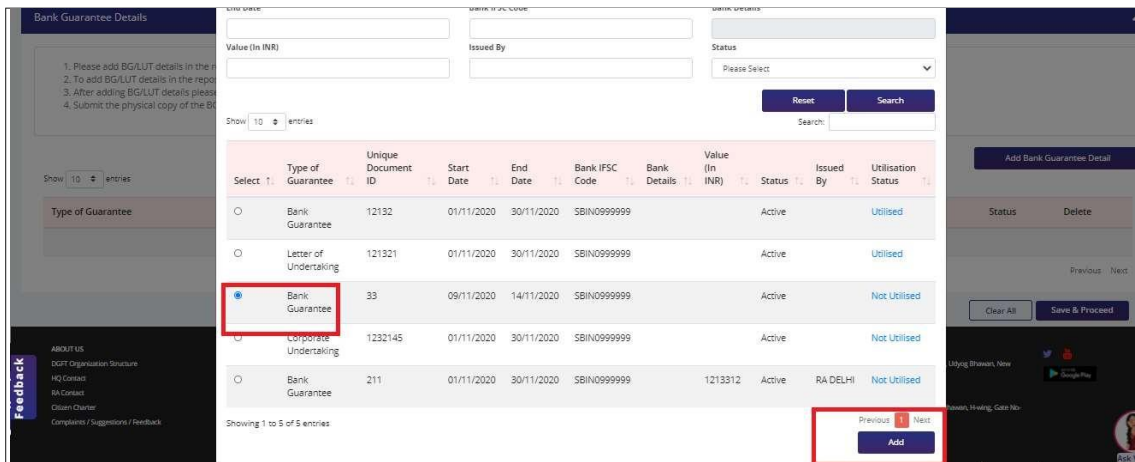 End Date Bank IFSC Code Bank Details
Bank Guarantee Details
Value (In INR) Issued By Status
Please Select
1. Please add BG/LUT details in the
2. To add BG/LUT details in the repo
3. After adding BG/LUT details please
4. Submit the physical copy of the BG
Reset Search
Show 10 entries Search:
Add Bank Guarantee Detail
Show 10 entries
Select Type of Guarantee Unique Document ID Start Date End Date Bank IFSC Code Bank Details Value (In INR) Status Issued By Utilisation Status
Type of Guarantee Status Delete
Bank Guarantee 12132 01/11/2020 30/11/2020 SBIN0999999 Active Utilised
Letter of Undertaking 121321 01/11/2020 30/11/2020 SBIN0999999 Active Utilised
Previous Next
Bank Guarantee 33 09/11/2020 14/11/2020 SBIN0999999 Active Not Utilised
Clear All Save & Proceed
Corporate Undertaking 1232145 01/11/2020 30/11/2020 SBIN0999999 Active Not Utilised
Bank Guarantee 211 01/11/2020 30/11/2020 SBIN0999999 1213312 Active RA DELHI Not Utilised
Showing 1 to 5 of 5 entries Previous 1 Next
Add
Feedback
ABOUT US
DGFT Organisation Structure
HQ Contact
RA Contact
Citizen Charter
Complaints / Suggestions / Feedback
Udyog Bhawan, New
Google Play
Bhawan, H-wing, Gate No-
Ask